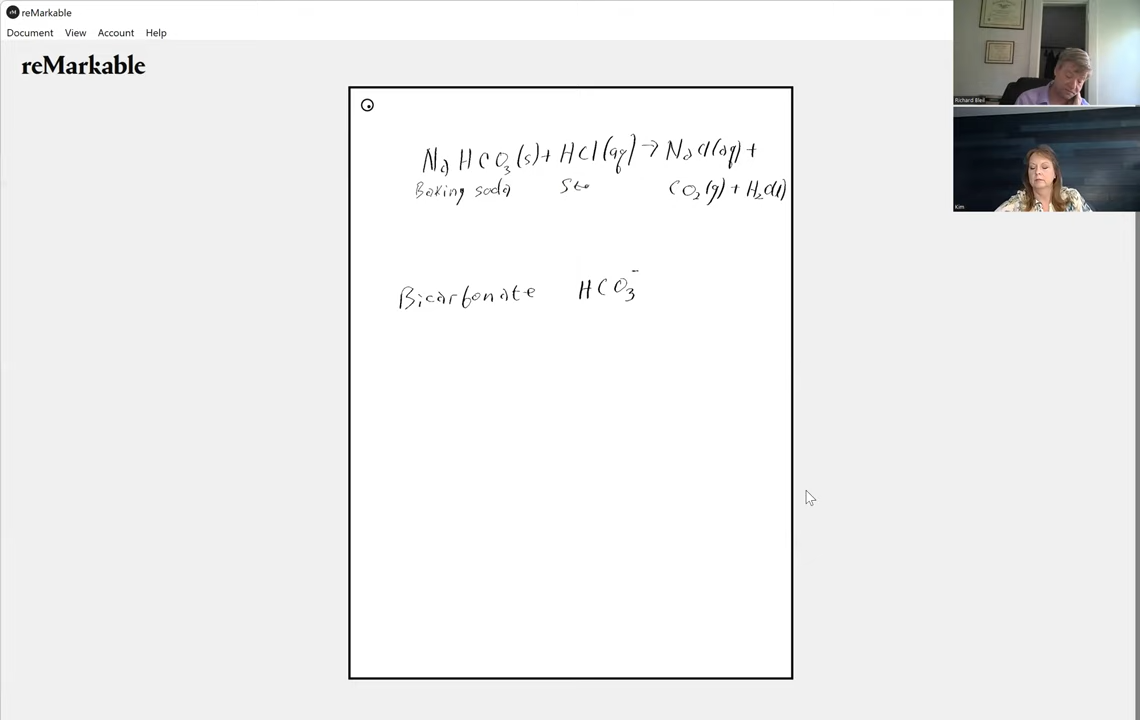 reMarkable
Document View Account Help
reMarkable
NaHCO₃(s) + HCl(aq) → NaCl(aq) +
Baking soda Sto CO₂(g) + H₂O(l)
Bicarbonate HCO₃⁻
Richard Bleil
Kim